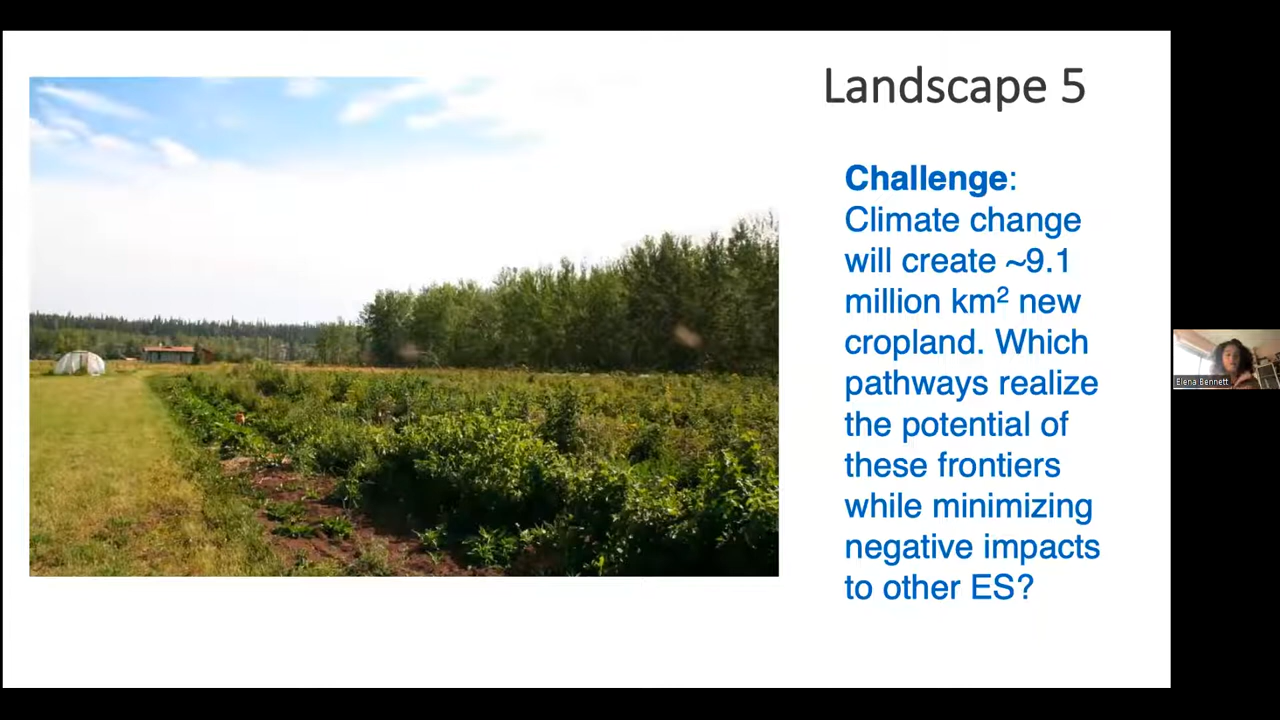 Landscape 5
Challenge:
Climate change
will create ~9.1
million km² new
cropland. Which
pathways realize
the potential of
these frontiers
while minimizing
negative impacts
to other ES?
Elena Bennett